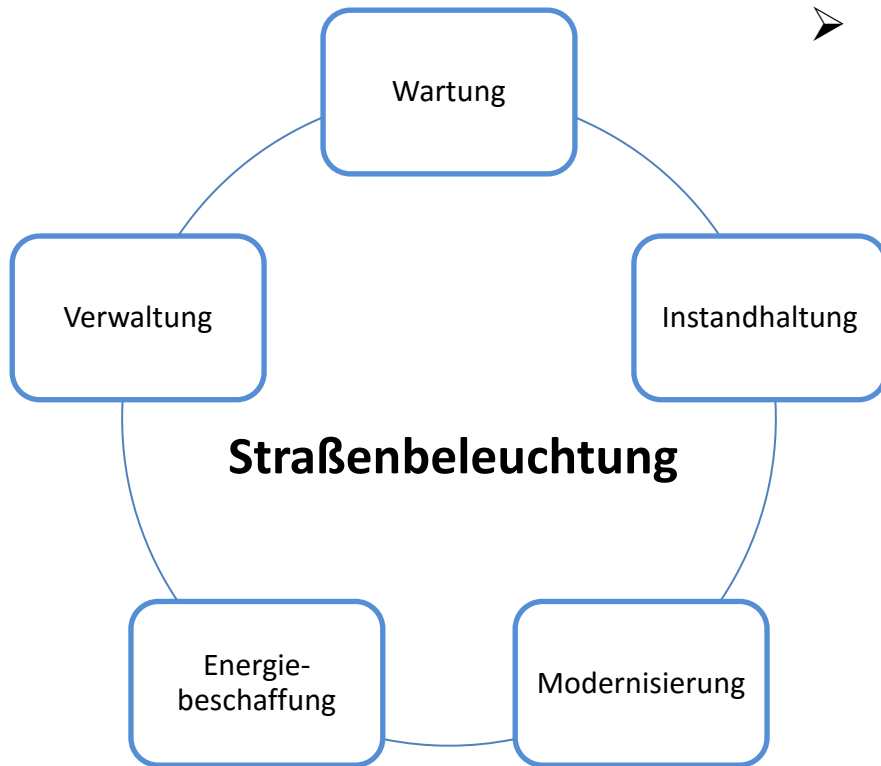 Wartung
Verwaltung
Instandhaltung
Straßenbeleuchtung
Energie-
beschaffung
Modernisierung